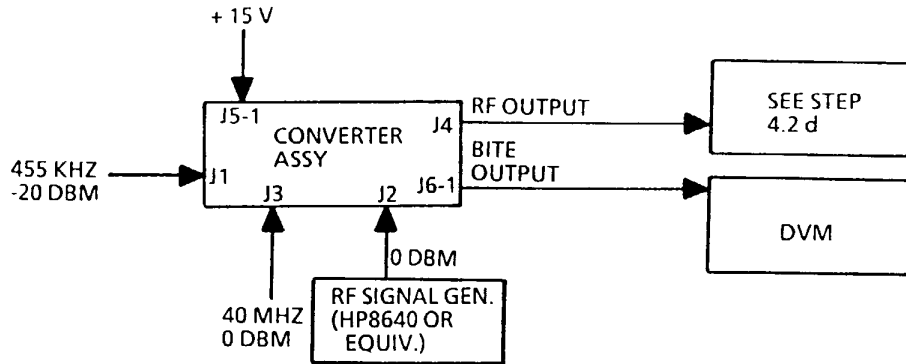 + 15 V
J5-1
CONVERTER
ASSY
J4
RF OUTPUT
SEE STEP
4.2 d
455 KHZ
-20 DBM
J1
J3
J2
BITE
OUTPUT
J6-1
DVM
0 DBM
40 MHZ
0 DBM
RF SIGNAL GEN.
(HP8640 OR
EQUIV.)